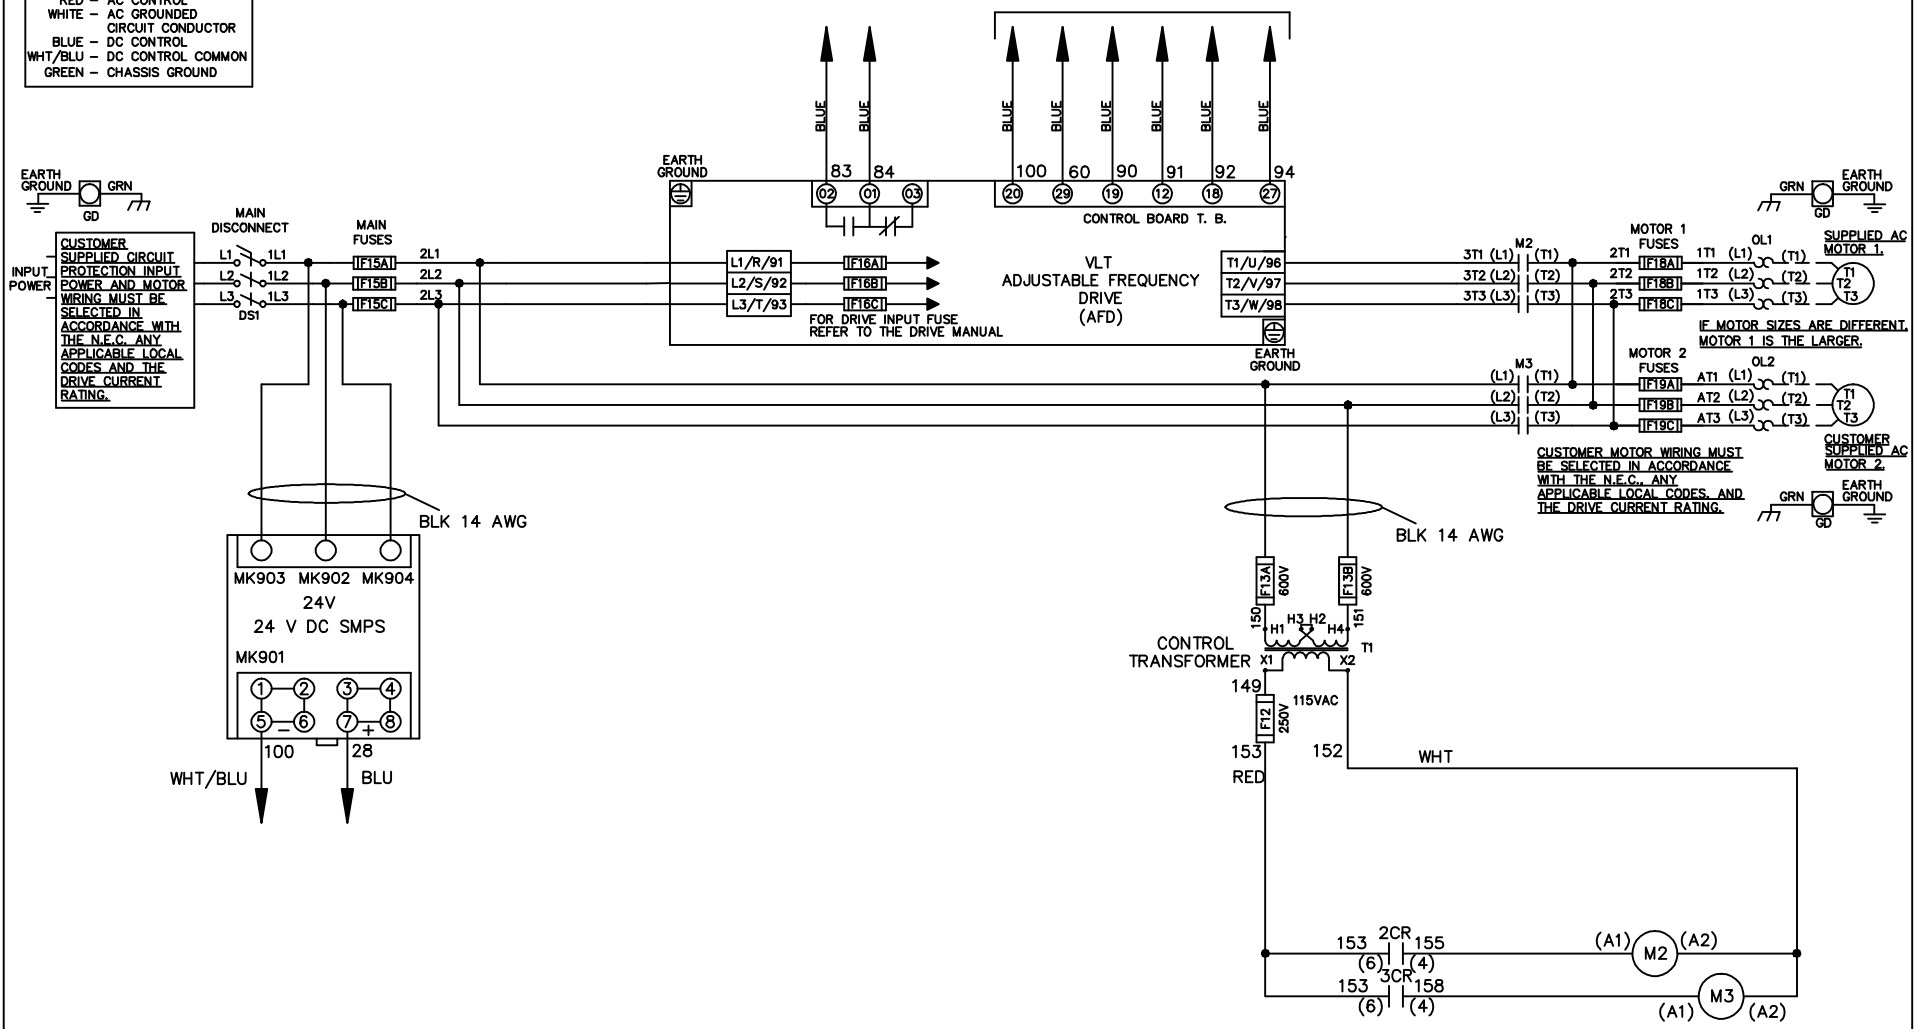 RED – AC CONTROL
WHITE – AC GROUNDED
CIRCUIT CONDUCTOR
BLUE – DC CONTROL
WHT/BLU – DC CONTROL COMMON
GREEN – CHASSIS GROUND
BLUE
BLUE
BLUE
BLUE
BLUE
BLUE
BLUE
BLUE
EARTH
GROUND
83
84
100
60
90
91
92
94
02
01
03
20
29
19
12
18
27
CONTROL BOARD T. B.
EARTH
GROUND
GRN
GD
MAIN
DISCONNECT
MAIN
FUSES
INPUT
POWER
CUSTOMER
SUPPLIED CIRCUIT
PROTECTION INPUT
POWER AND MOTOR
WIRING MUST BE
SELECTED IN
ACCORDANCE WITH
THE N.E.C. ANY
APPLICABLE LOCAL
CODES AND THE
DRIVE CURRENT
RATING.
L1 1L1 F15A 2L1
L2 1L2 F15B 2L2
L3 1L3 F15C 2L3
DS1
L1/R/91 F16A
L2/S/92 F16B
L3/T/93 F16C
FOR DRIVE INPUT FUSE
REFER TO THE DRIVE MANUAL
VLT
ADJUSTABLE FREQUENCY
DRIVE
(AFD)
T1/U/96
T2/V/97
T3/W/98
EARTH
GROUND
GRN
EARTH
GROUND
GD
M2
MOTOR 1
FUSES
OL1
SUPPLIED AC
MOTOR 1.
3T1 (L1) (T1) 2T1 F18A 1T1 (L1) (T1) T1
3T2 (L2) (T2) 2T2 F18B 1T2 (L2) (T2) T2
3T3 (L3) (T3) 2T3 F18C 1T3 (L3) (T3) T3
IF MOTOR SIZES ARE DIFFERENT,
MOTOR 1 IS THE LARGER.
M3
MOTOR 2
FUSES
OL2
(L1) (T1) F19A AT1 (L1) (T1) T1
(L2) (T2) F19B AT2 (L2) (T2) T2
(L3) (T3) F19C AT3 (L3) (T3) T3
CUSTOMER
SUPPLIED AC
MOTOR 2.
CUSTOMER MOTOR WIRING MUST
BE SELECTED IN ACCORDANCE
WITH THE N.E.C., ANY
APPLICABLE LOCAL CODES, AND
THE DRIVE CURRENT RATING.
GRN
EARTH
GROUND
GD
BLK 14 AWG
BLK 14 AWG
MK903 MK902 MK904
24V
24 V DC SMPS
MK901
1 2 3 4
5 6 7 8
– +
100
28
WHT/BLU
BLU
F13A
600V
F13B
600V
150
151
H1 H3 H2 H4
T1
CONTROL
TRANSFORMER
X1 X2
149
115VAC
F12
250V
153
152
RED
WHT
2CR
153 155
(6) (4)
(A1) M2 (A2)
3CR
153 158
(6) (4)
(A1) M3 (A2)